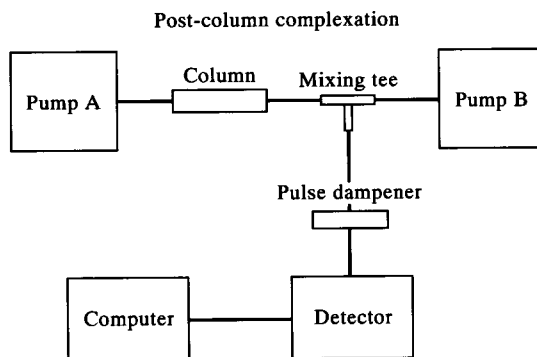 Post-column complexation
Column
Mixing tee
Pump A
Pump B
Pulse dampener
Computer
Detector